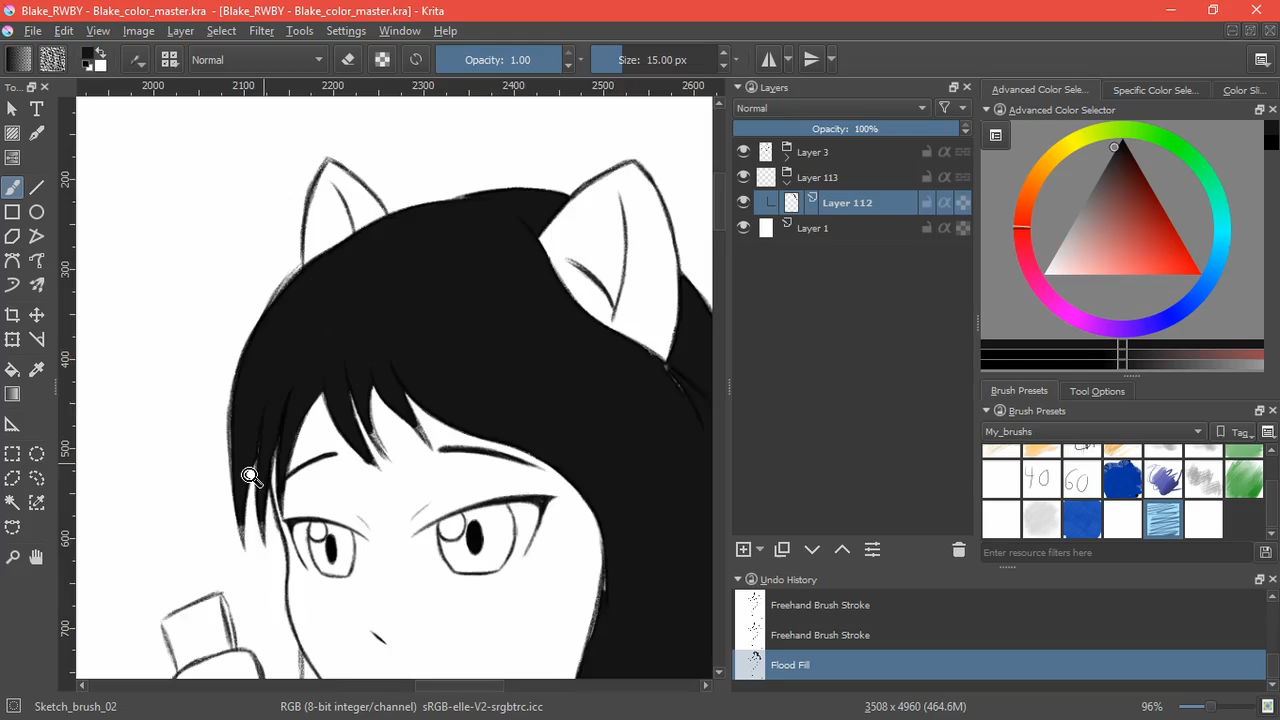 Blake_RWBY - Blake_color_master.kra  - [Blake_RWBY - Blake_color_master.kra] - Krita
File Edit View Image Layer Select Filter Tools Settings Window Help
Normal Opacity: 1.00 Size: 15.00 px
To...
2000 2100 2200 2300 2400 2500 2600
200
300
400
500
600
700
Layers
Normal
Opacity: 100%
Layer 3
Layer 113
Layer 112
Layer 1
Undo History
Freehand Brush Stroke
Freehand Brush Stroke
Flood Fill
Advanced Color Sele... Specific Color Sele... Color Sli...
Advanced Color Selector
Brush Presets Tool Options
Brush Presets
My_brushes Tag
40 60
Enter resource filters here
Sketch_brush_02 RGB (8-bit integer/channel)  sRGB-elle-V2-srgbtrc.icc 3508 x 4960 (464.6M) 96%